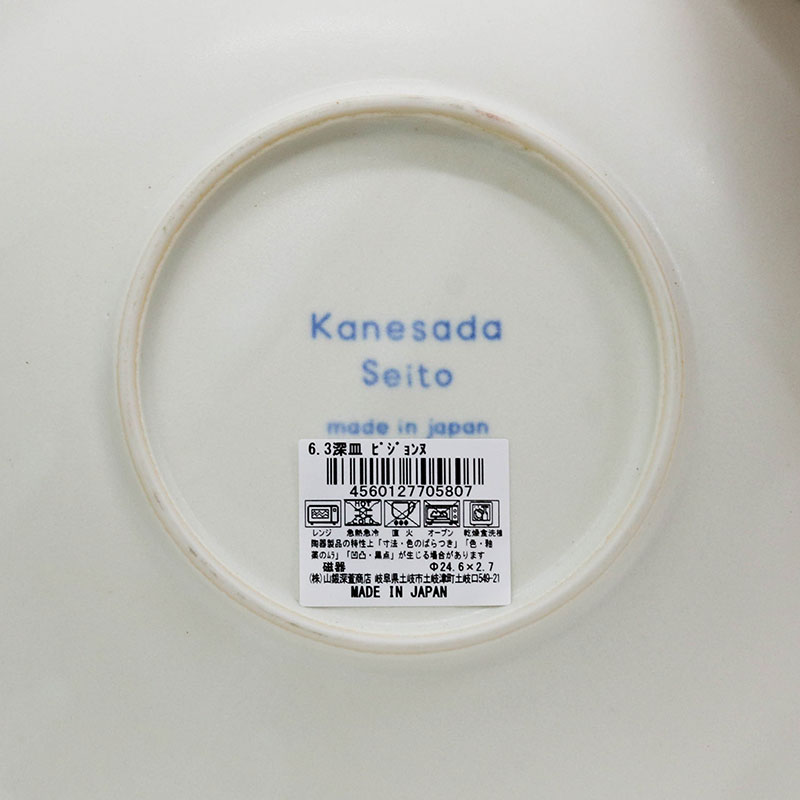 Kanesada
Seito
made in japan
6.3深皿 ﾋﾟｼﾞｮﾝﾇ
4560127705807
レンジ 急熱急冷 直火 オーブン 乾燥食洗機
陶器製品の特性上「寸法・色のばらつき」「色・釉
薬のﾑﾗ」「凹凸・黒点」が生じる場合があります
磁器 Φ24.6×2.7
(株)山銀深萱商店 岐阜県土岐市土岐津町土岐口549-21
MADE IN JAPAN